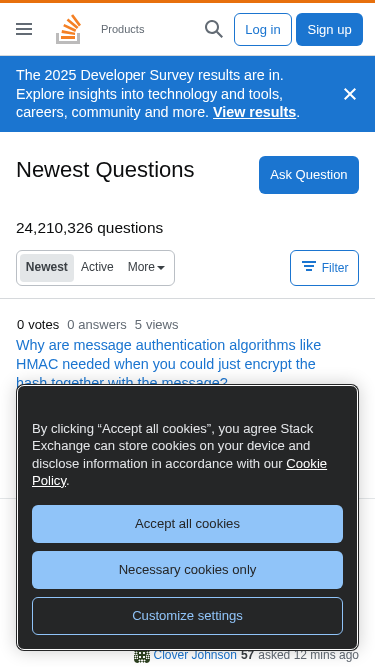 Products
Log in
Sign up
The 2025 Developer Survey results are in.
Explore insights into technology and tools,
careers, community and more. View results.
Newest Questions
Ask Question
24,210,326 questions
Newest
Active
More
Filter
0 votes 0 answers 5 views
Why are message authentication algorithms like
HMAC needed when you could just encrypt the
hash together with the message?
By clicking “Accept all cookies”, you agree Stack
Exchange can store cookies on your device and
disclose information in accordance with our Cookie
Policy.
Accept all cookies
Necessary cookies only
Customize settings
Clover Johnson 57 asked 12 mins ago